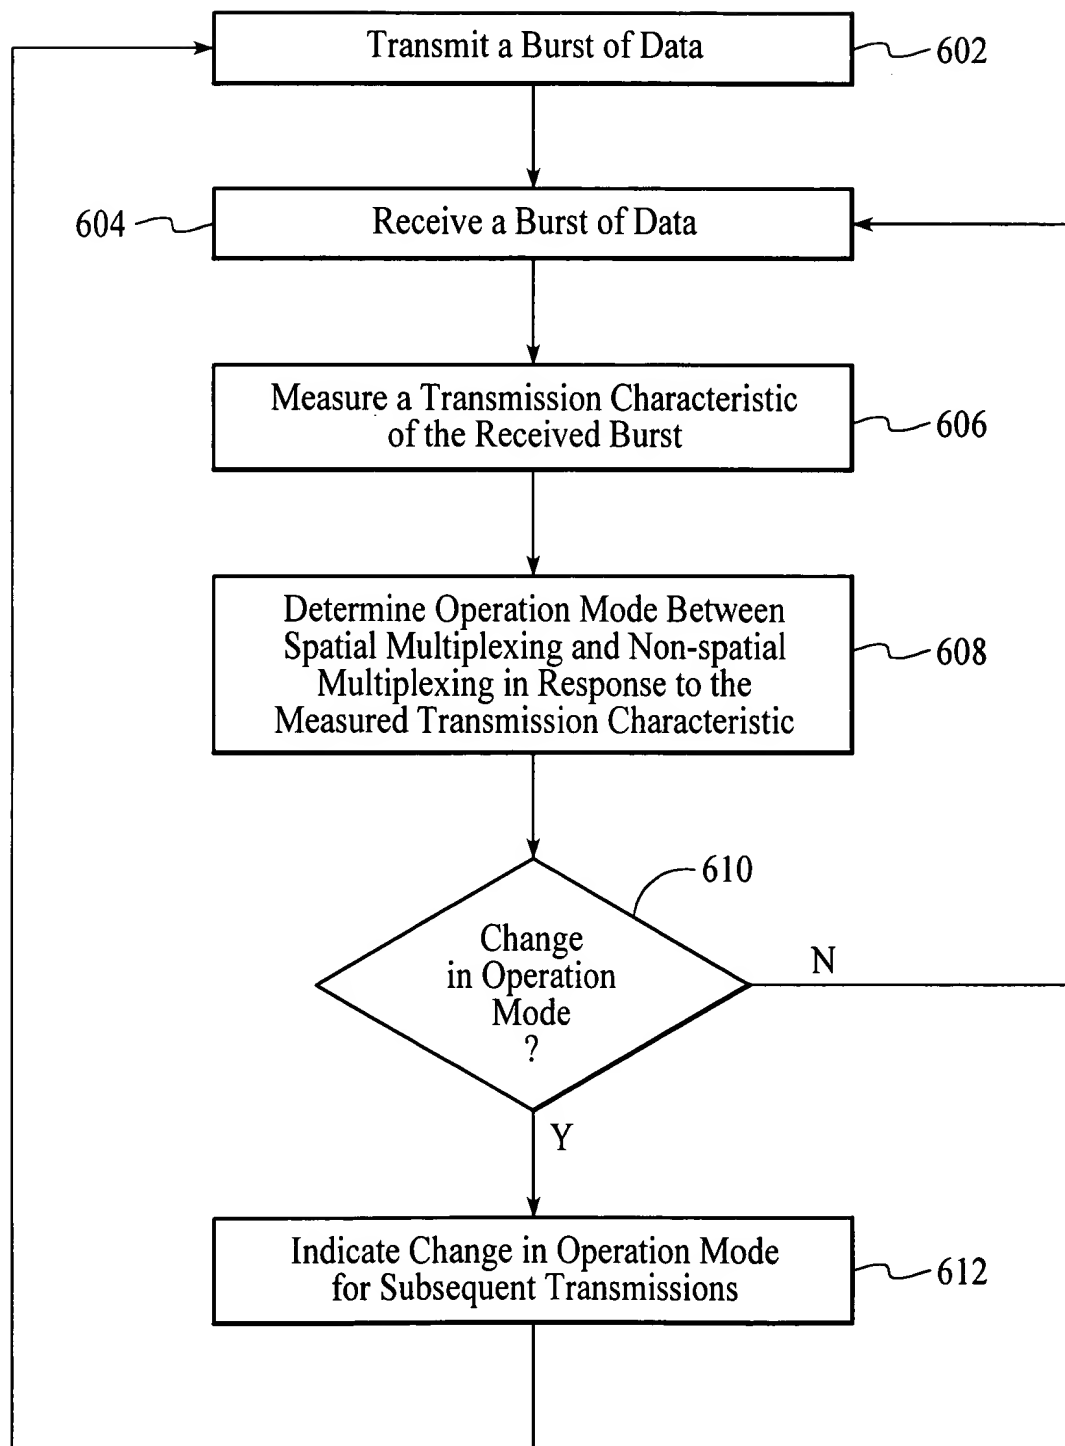 Transmit a Burst of Data
602
604
Receive a Burst of Data
Measure a Transmission Characteristic
of the Received Burst
606
Determine Operation Mode Between
Spatial Multiplexing and Non-spatial
Multiplexing in Response to the
Measured Transmission Characteristic
608
610
Change
in Operation
Mode
?
N
Y
Indicate Change in Operation Mode
for Subsequent Transmissions
612